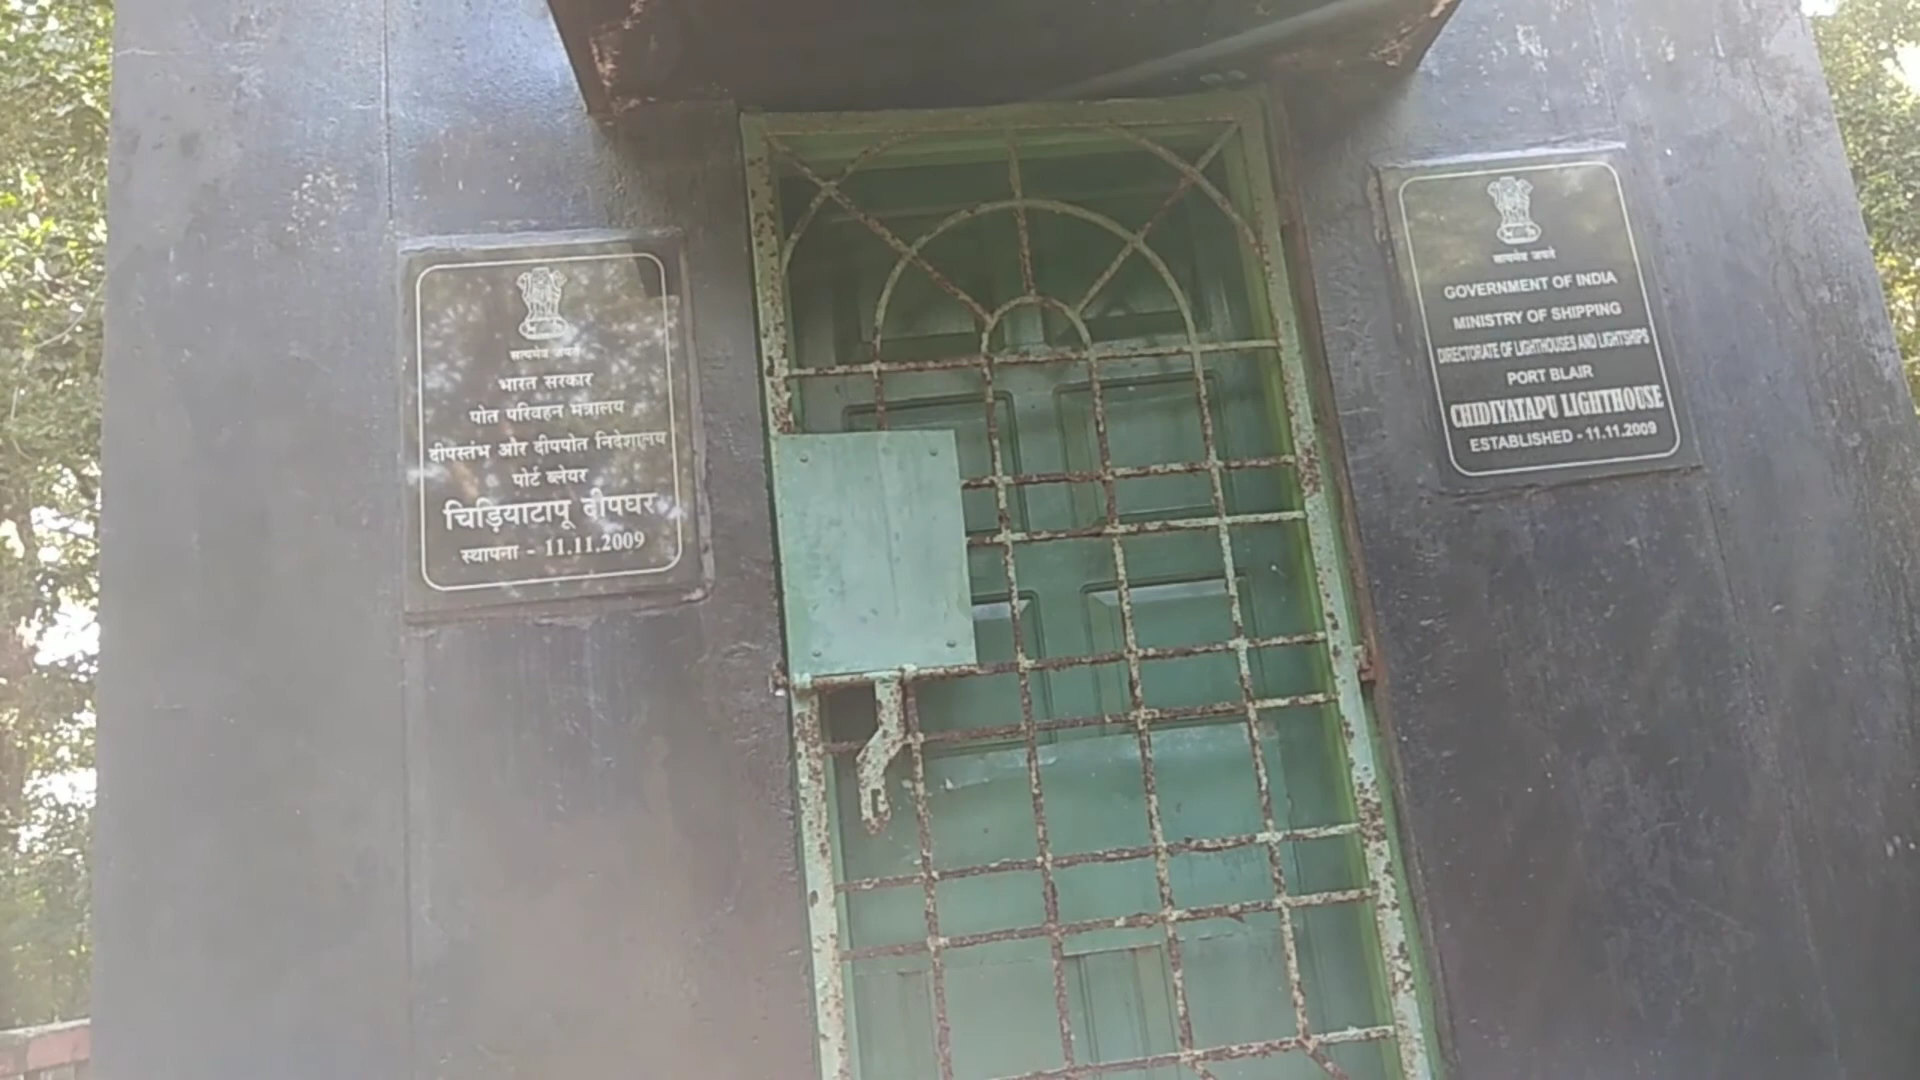 सत्यमेव जयते
भारत सरकार
पोत परिवहन मंत्रालय
दीपस्तंभ और दीपपोत निदेशालय
पोर्ट ब्लेयर
चिड़ियाटापू दीपघर
स्थापना - 11.11.2009
सत्यमेव जयते
GOVERNMENT OF INDIA
MINISTRY OF SHIPPING
DIRECTORATE OF LIGHTHOUSES AND LIGHTSHIPS
PORT BLAIR
CHIDIYATAPU LIGHTHOUSE
ESTABLISHED - 11.11.2009